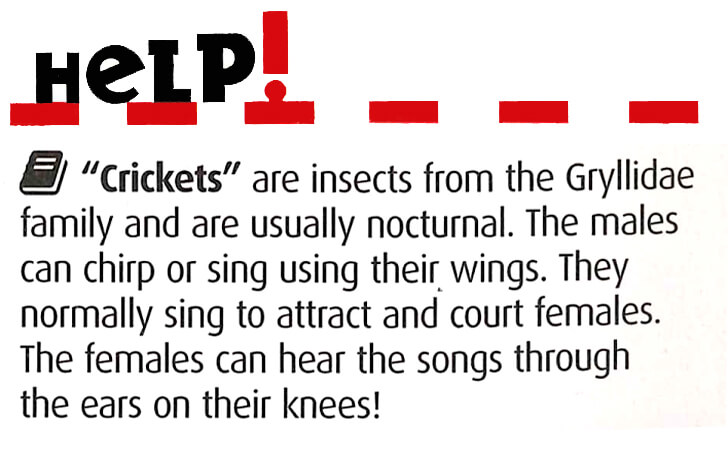 HeLP!
“Crickets” are insects from the Gryllidae
family and are usually nocturnal. The males
can chirp or sing using their wings. They
normally sing to attract and court females.
The females can hear the songs through
the ears on their knees!